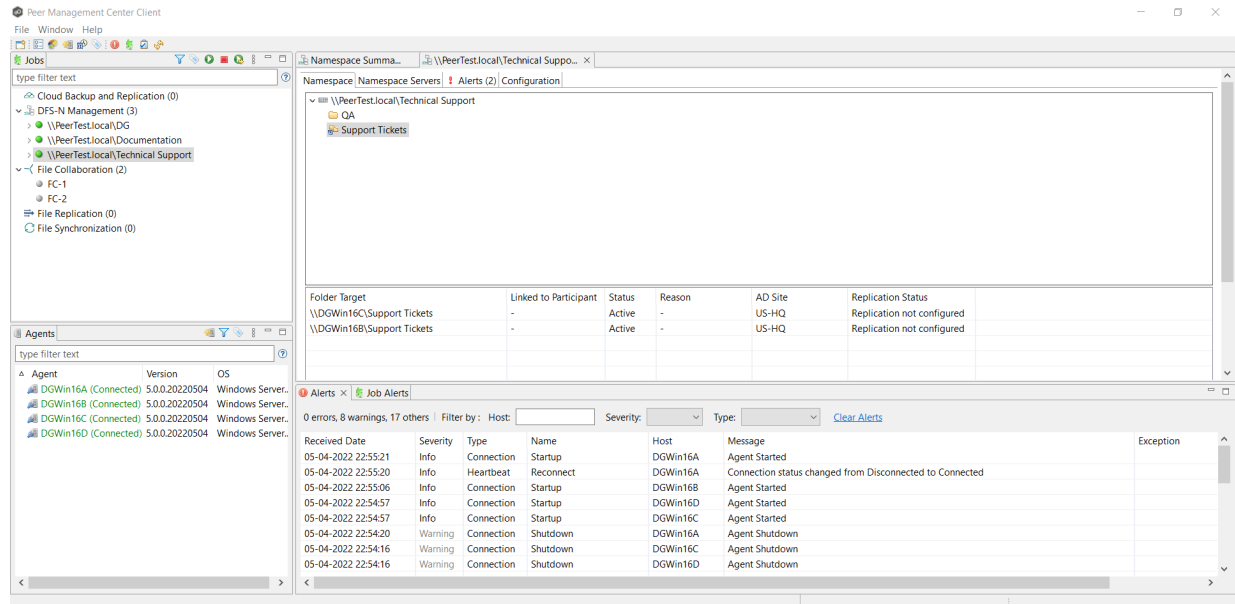 Peer Management Center Client
File Window Help
Jobs
type filter text
Cloud Backup and Replication (0)
DFS-N Management (3)
\\PeerTest.local\DG
\\PeerTest.local\Documentation
\\PeerTest.local\Technical Support
File Collaboration (2)
FC-1
FC-2
File Replication (0)
File Synchronization (0)
Agents
type filter text
Agent Version OS
DGWin16A (Connected) 5.0.0.20220504 Windows Server...
DGWin16B (Connected) 5.0.0.20220504 Windows Server...
DGWin16C (Connected) 5.0.0.20220504 Windows Server...
DGWin16D (Connected) 5.0.0.20220504 Windows Server...
Namespace Summa... \\PeerTest.local\Technical Suppo...
Namespace Namespace Servers Alerts (2) Configuration
\\PeerTest.local\Technical Support
QA
Support Tickets
Folder Target Linked to Participant Status Reason AD Site Replication Status
\\DGWin16C\Support Tickets - Active - US-HQ Replication not configured
\\DGWin16B\Support Tickets - Active - US-HQ Replication not configured
Alerts Job Alerts
0 errors, 8 warnings, 17 others Filter by : Host: Severity: Type: Clear Alerts
Received Date Severity Type Name Host Message Exception
05-04-2022 22:55:21 Info Connection Startup DGWin16A Agent Started
05-04-2022 22:55:20 Info Heartbeat Reconnect DGWin16A Connection status changed from Disconnected to Connected
05-04-2022 22:55:06 Info Connection Startup DGWin16B Agent Started
05-04-2022 22:54:57 Info Connection Startup DGWin16D Agent Started
05-04-2022 22:54:57 Info Connection Startup DGWin16C Agent Started
05-04-2022 22:54:20 Warning Connection Shutdown DGWin16A Agent Shutdown
05-04-2022 22:54:16 Warning Connection Shutdown DGWin16C Agent Shutdown
05-04-2022 22:54:16 Warning Connection Shutdown DGWin16D Agent Shutdown